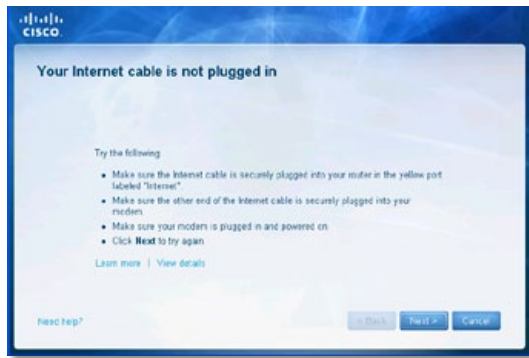 CISCO.
Your Internet cable is not plugged in
Try the following
• Make sure the Internet cable is securely plugged into your router in the yellow port
labeled "Internet".
• Make sure the other end of the Internet cable is securely plugged into your
modem
• Make sure your modem is plugged in and powered on
• Click Next to try again
Learn more | View details
Need help?
< Back Next > Cancel